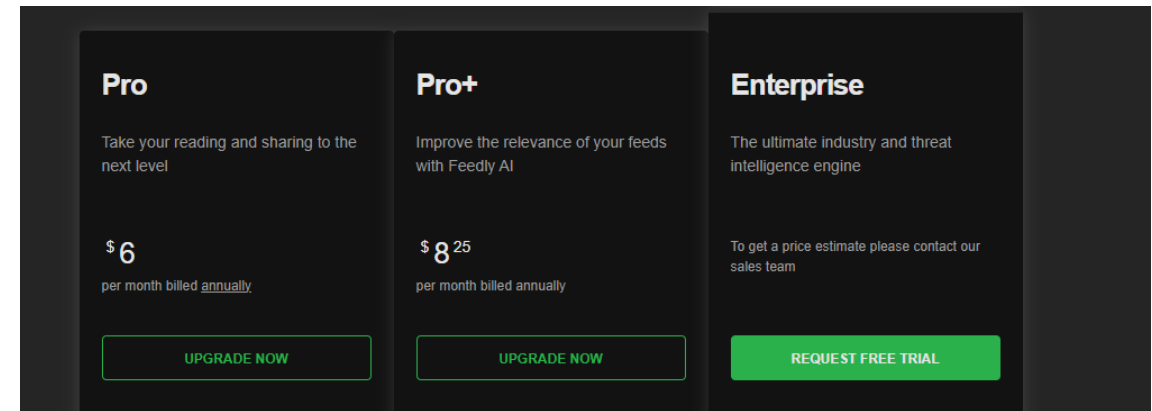 Pro
Take your reading and sharing to the
next level
$6
per month billed annually
UPGRADE NOW
Pro+
Improve the relevance of your feeds
with Feedly AI
$8 25
per month billed annually
UPGRADE NOW
Enterprise
The ultimate industry and threat
intelligence engine
To get a price estimate please contact our
sales team
REQUEST FREE TRIAL